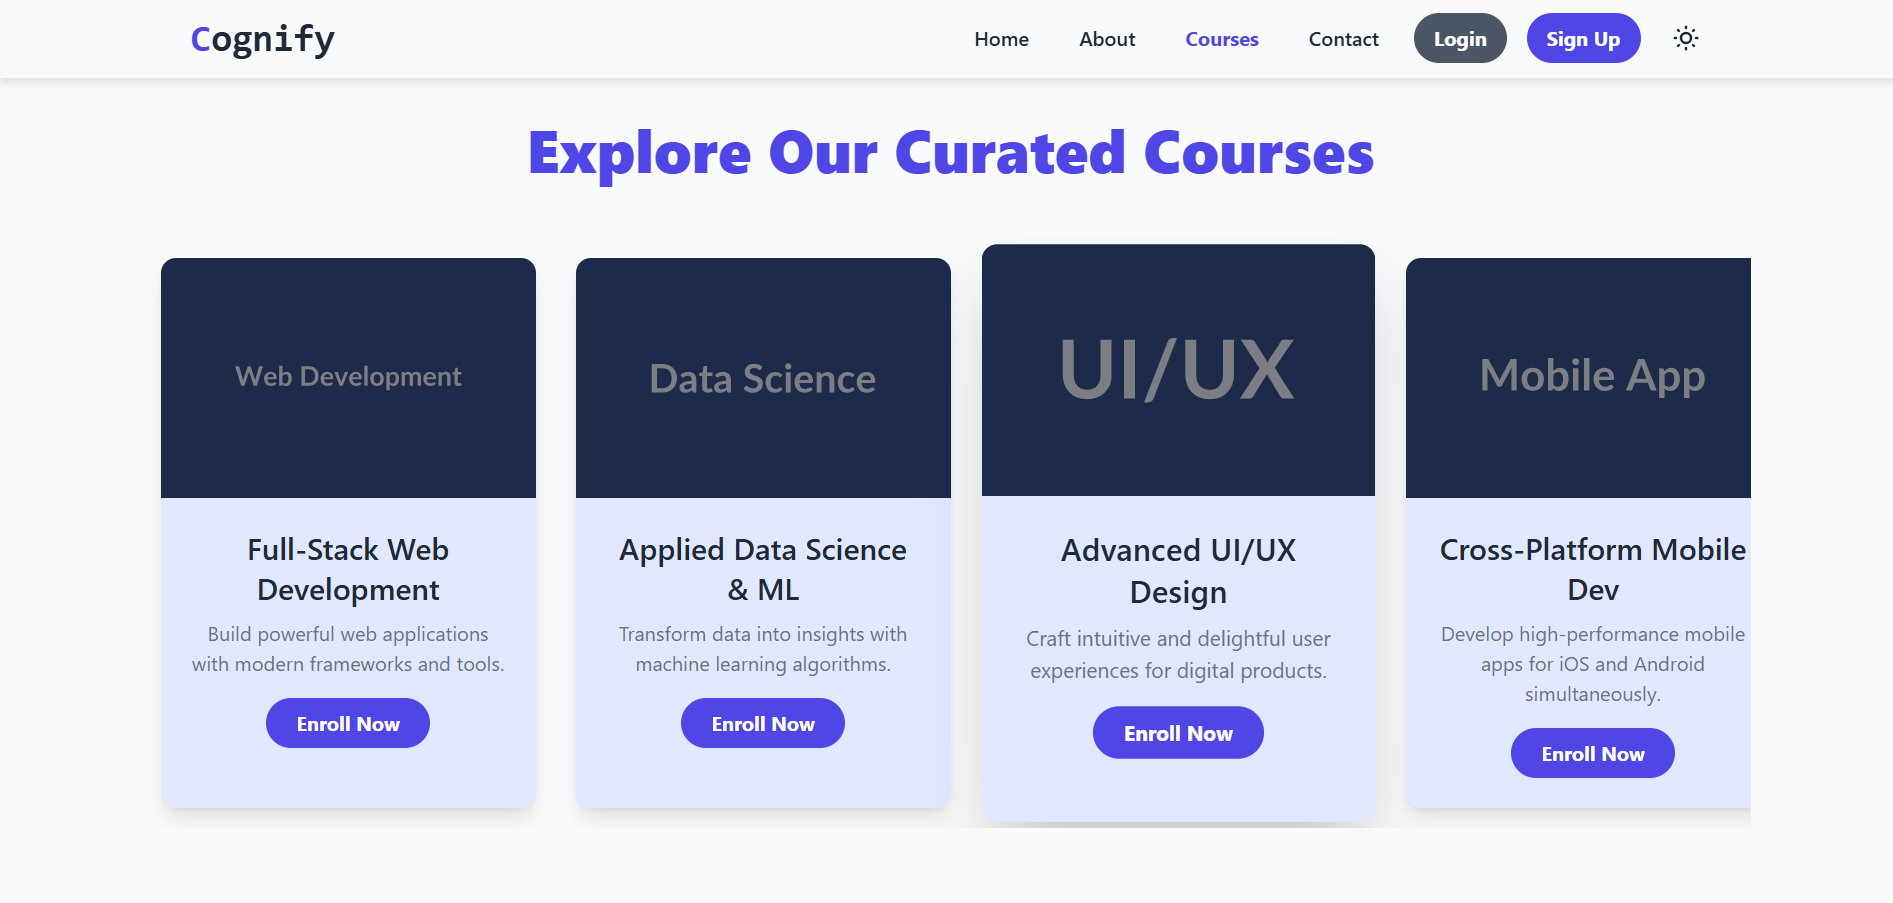 Cognify
Home
About
Courses
Contact
Login
Sign Up
Explore Our Curated Courses
Web Development
Full-Stack Web
Development
Build powerful web applications
with modern frameworks and tools.
Enroll Now
Data Science
Applied Data Science
& ML
Transform data into insights with
machine learning algorithms.
Enroll Now
UI/UX
Advanced UI/UX
Design
Craft intuitive and delightful user
experiences for digital products.
Enroll Now
Mobile App
Cross-Platform Mobile
Dev
Develop high-performance mobile
apps for iOS and Android
simultaneously.
Enroll Now